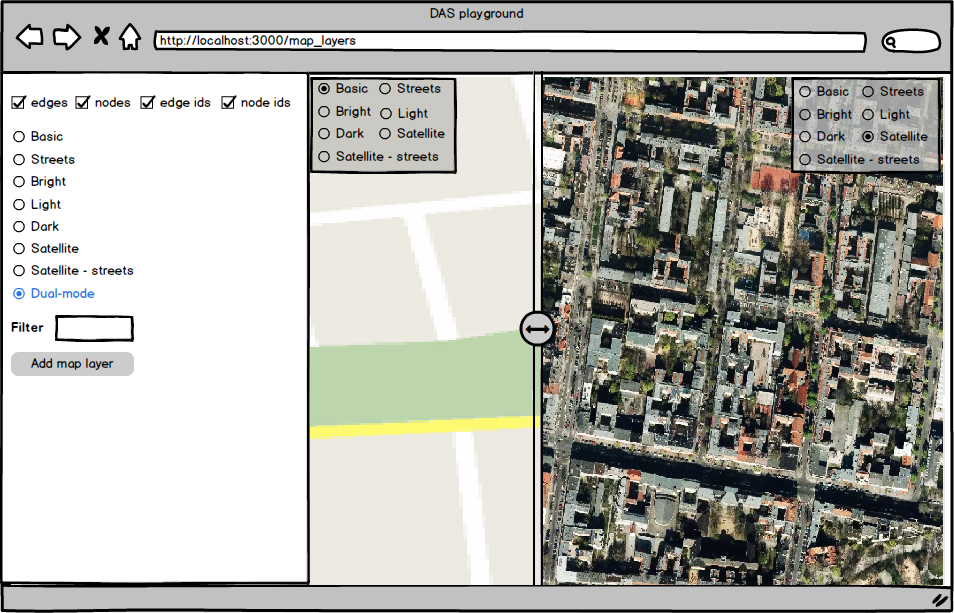 DAS playground
http://localhost:3000/map_layers
edges nodes edge ids node ids
Basic
Streets
Bright
Light
Dark
Satellite
Satellite - streets
Dual-mode
Filter
Add map layer
Basic Streets
Bright Light
Dark Satellite
Satellite - streets
Basic Streets
Bright Light
Dark Satellite
Satellite - streets